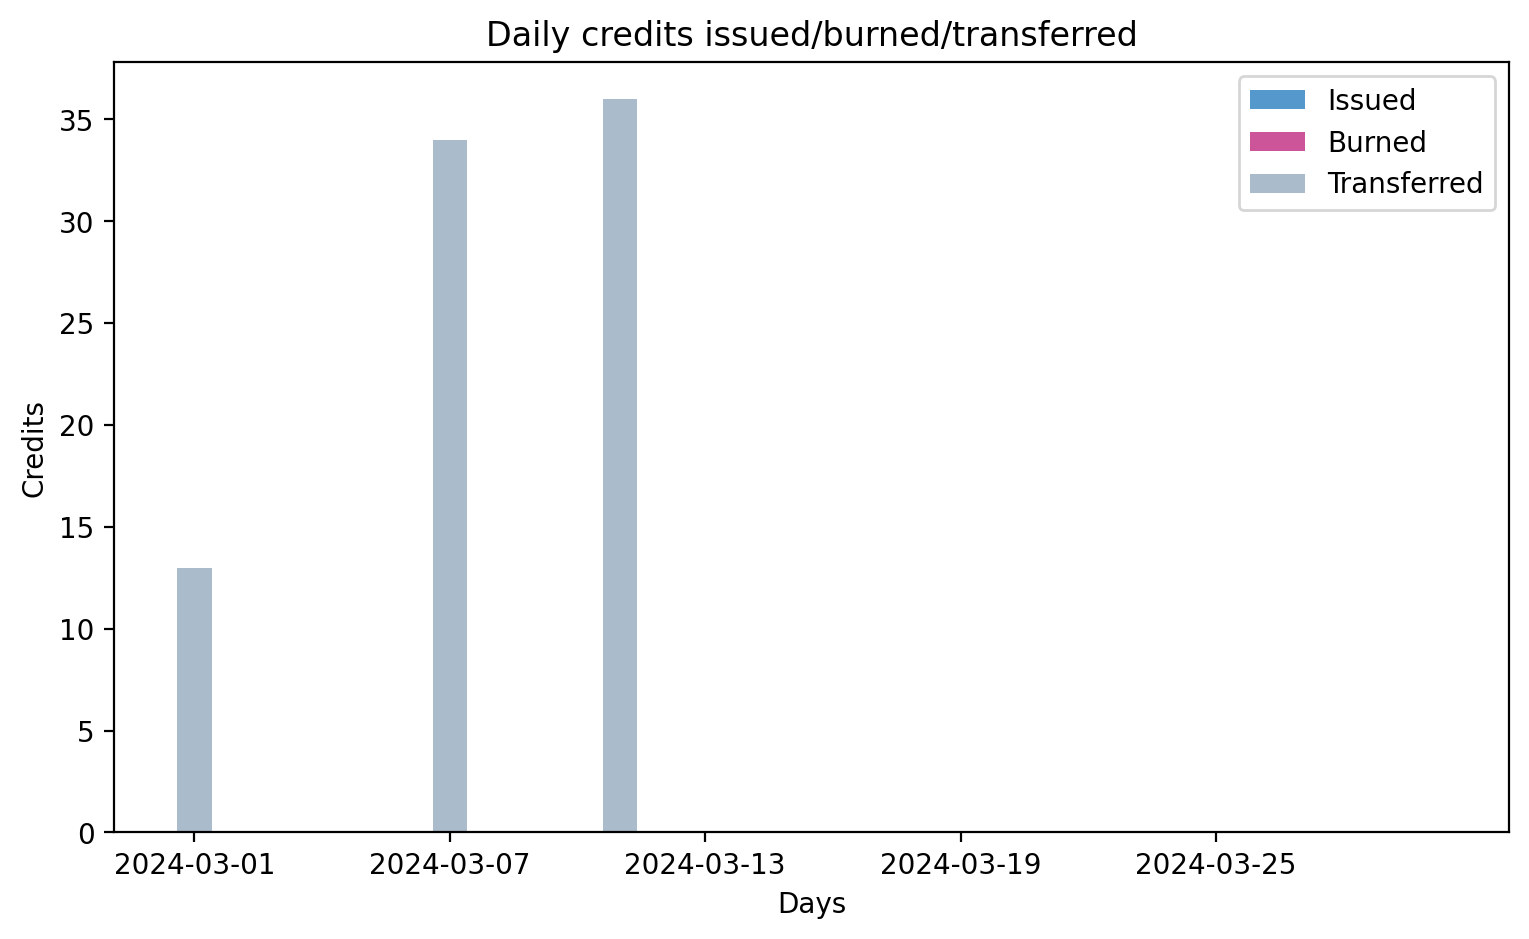 Daily credits issued/burned/transferred
Issued
Burned
Transferred
35
30
25
20
15
10
5
0
Credits
2024-03-01 2024-03-07 2024-03-13 2024-03-19 2024-03-25
Days